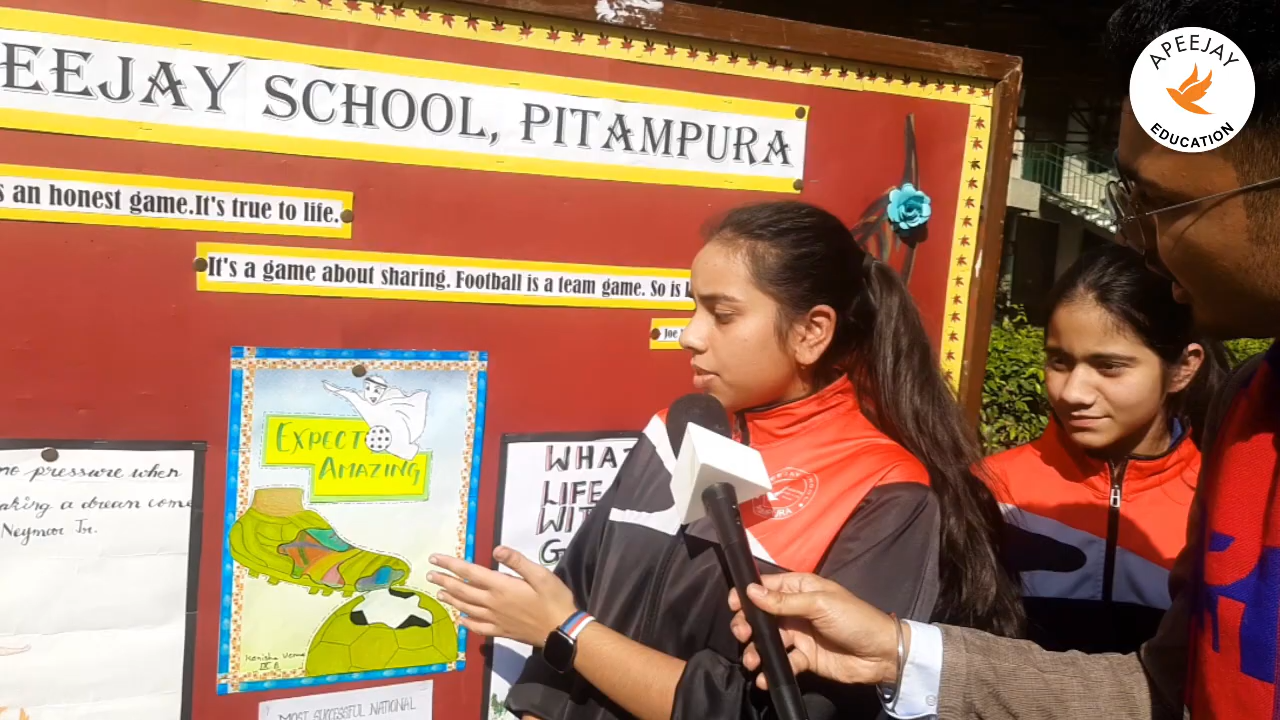 EEJAY SCHOOL, PITAMPURA
APEEJAY
EDUCATION
s an honest game.It's true to life.
It's a game about sharing. Football is a team game. So is
Joe
EXPECT
AMAZING
no pressure when
aking a dream come
Neymar Jr.
WHAT
LIFE
WIT
G
MOST SUCCESSFUL NATIONAL